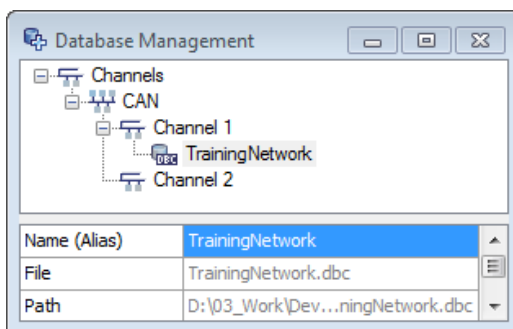 Database Management
Channels
CAN
Channel 1
DBC TrainingNetwork
Channel 2
Name (Alias) TrainingNetwork
File TrainingNetwork.dbc
Path D:\03_Work\Dev...ningNetwork.dbc